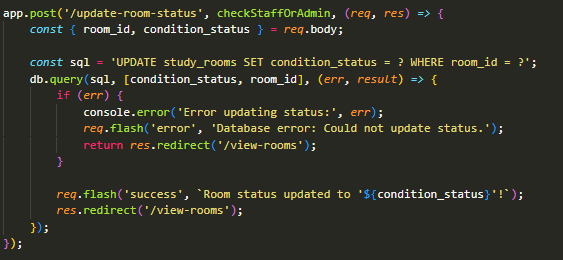 app.post('/update-room-status', checkStaffOrAdmin, (req, res) => {
    const { room_id, condition_status } = req.body;

    const sql = 'UPDATE study_rooms SET condition_status = ? WHERE room_id = ?';
    db.query(sql, [condition_status, room_id], (err, result) => {
        if (err) {
            console.error('Error updating status:', err);
            req.flash('error', 'Database error: Could not update status.');
            return res.redirect('/view-rooms');
        }

        req.flash('success', `Room status updated to '${condition_status}'!`);
        res.redirect('/view-rooms');
    });
});